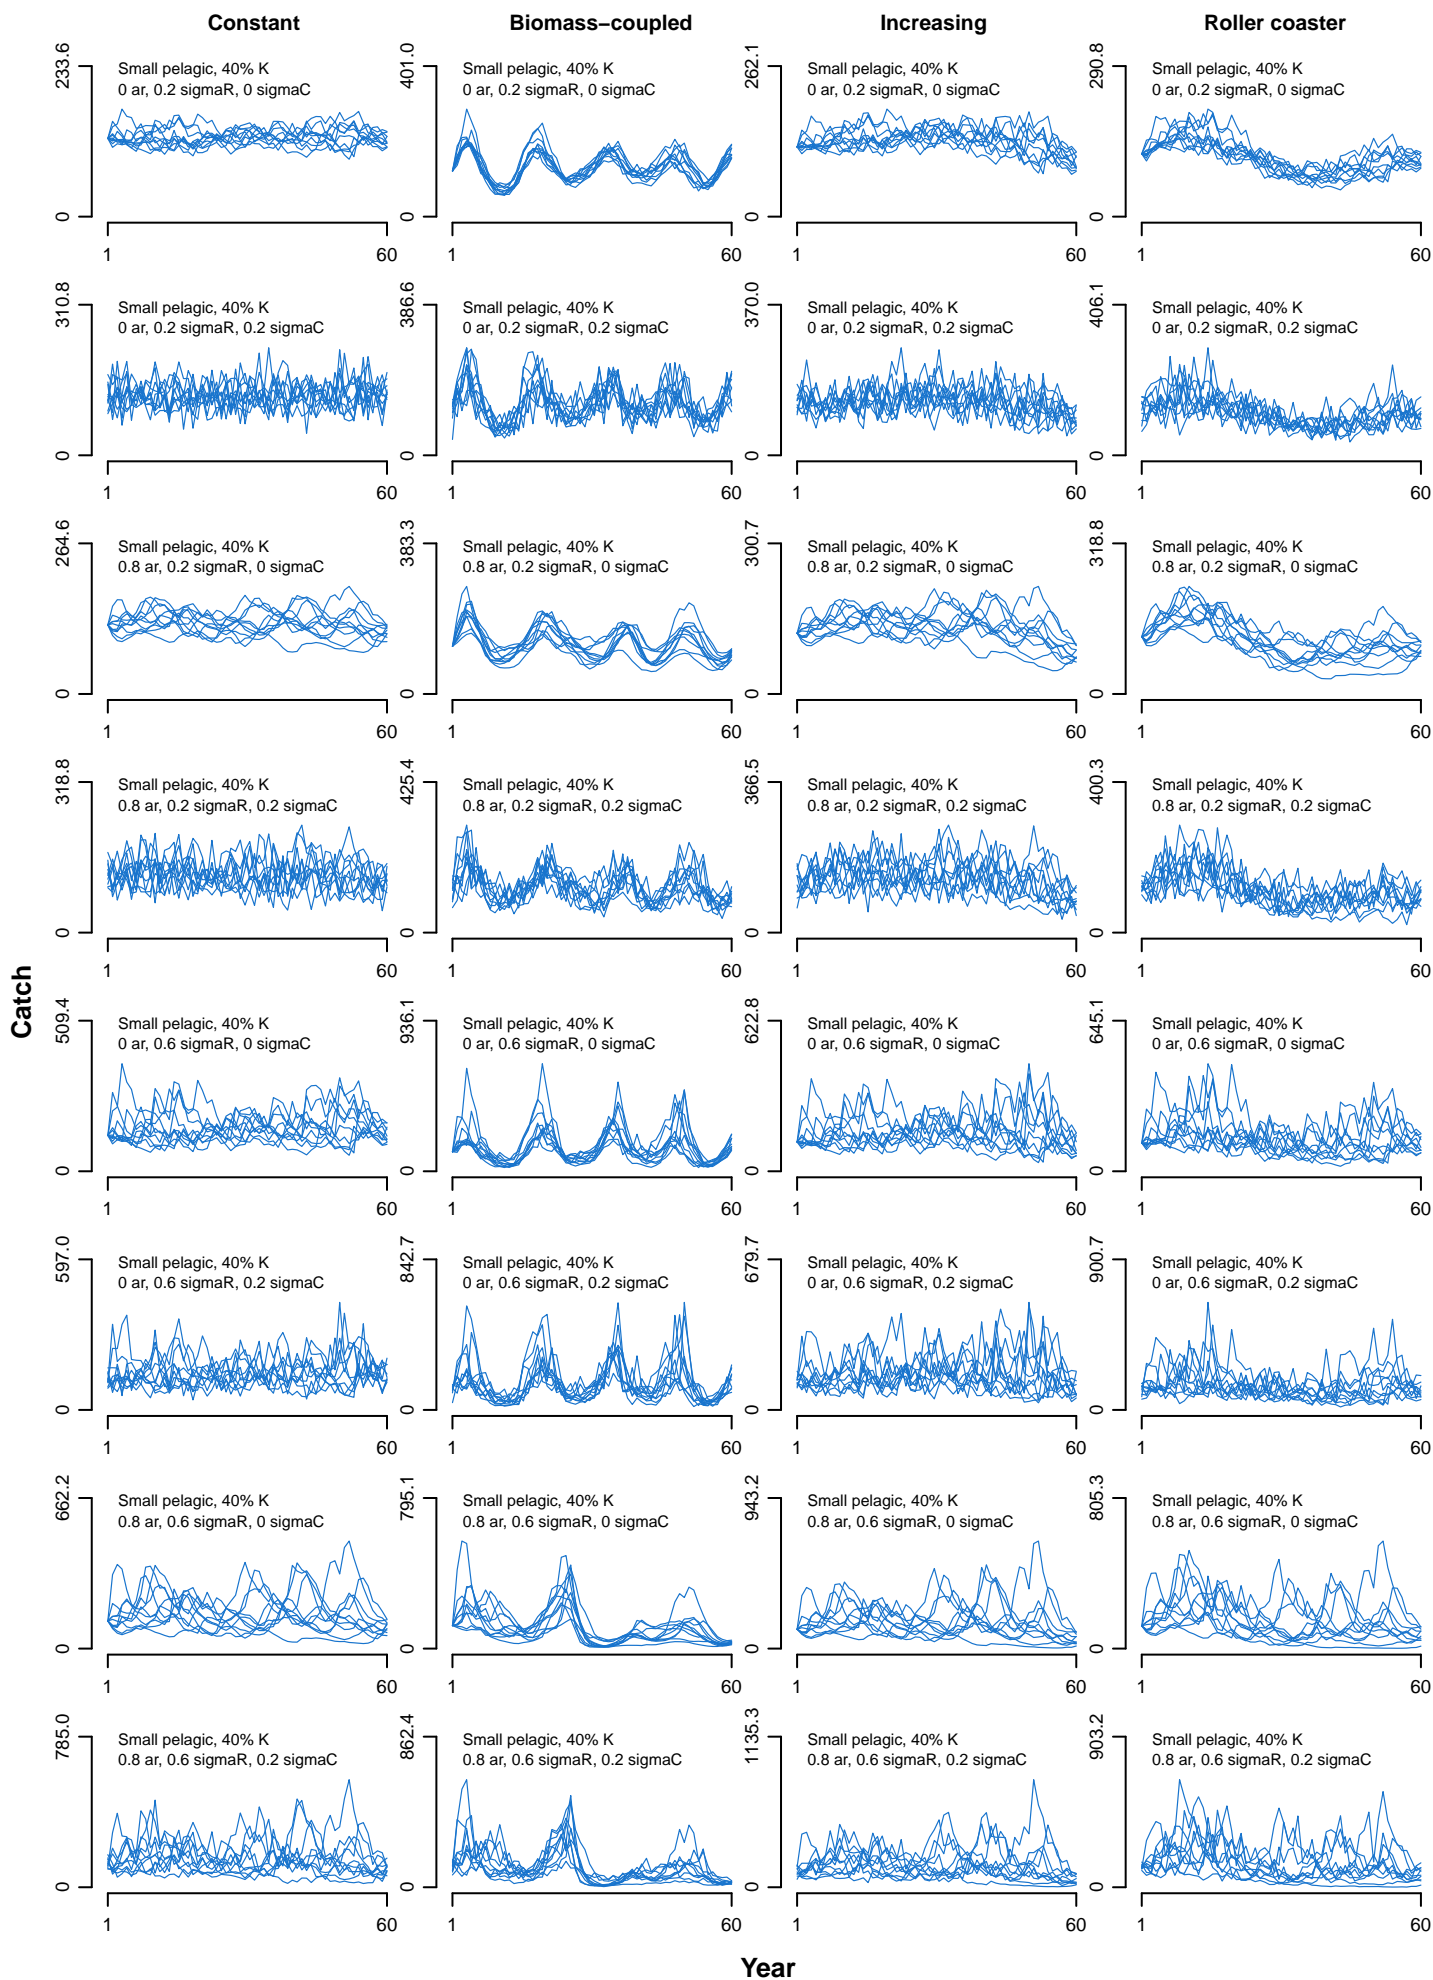 Constant Biomass−coupled Increasing Roller coaster
233.6 401.0 262.1 290.8
Small pelagic, 40% K Small pelagic, 40% K Small pelagic, 40% K Small pelagic, 40% K
0 ar, 0.2 sigmaR, 0 sigmaC 0 ar, 0.2 sigmaR, 0 sigmaC 0 ar, 0.2 sigmaR, 0 sigmaC 0 ar, 0.2 sigmaR, 0 sigmaC
0 0 0 0
1 60 1 60 1 60 1 60
310.8 386.6 370.0 406.1
Small pelagic, 40% K Small pelagic, 40% K Small pelagic, 40% K Small pelagic, 40% K
0 ar, 0.2 sigmaR, 0.2 sigmaC 0 ar, 0.2 sigmaR, 0.2 sigmaC 0 ar, 0.2 sigmaR, 0.2 sigmaC 0 ar, 0.2 sigmaR, 0.2 sigmaC
0 0 0 0
1 60 1 60 1 60 1 60
264.6 383.3 300.7 318.8
Small pelagic, 40% K Small pelagic, 40% K Small pelagic, 40% K Small pelagic, 40% K
0.8 ar, 0.2 sigmaR, 0 sigmaC 0.8 ar, 0.2 sigmaR, 0 sigmaC 0.8 ar, 0.2 sigmaR, 0 sigmaC 0.8 ar, 0.2 sigmaR, 0 sigmaC
0 0 0 0
1 60 1 60 1 60 1 60
318.8 425.4 366.5 400.3
Small pelagic, 40% K Small pelagic, 40% K Small pelagic, 40% K Small pelagic, 40% K
0.8 ar, 0.2 sigmaR, 0.2 sigmaC 0.8 ar, 0.2 sigmaR, 0.2 sigmaC 0.8 ar, 0.2 sigmaR, 0.2 sigmaC 0.8 ar, 0.2 sigmaR, 0.2 sigmaC
0 0 0 0
1 60 1 60 1 60 1 60
Catch
509.4 936.1 622.8 645.1
Small pelagic, 40% K Small pelagic, 40% K Small pelagic, 40% K Small pelagic, 40% K
0 ar, 0.6 sigmaR, 0 sigmaC 0 ar, 0.6 sigmaR, 0 sigmaC 0 ar, 0.6 sigmaR, 0 sigmaC 0 ar, 0.6 sigmaR, 0 sigmaC
0 0 0 0
1 60 1 60 1 60 1 60
597.0 842.7 679.7 900.7
Small pelagic, 40% K Small pelagic, 40% K Small pelagic, 40% K Small pelagic, 40% K
0 ar, 0.6 sigmaR, 0.2 sigmaC 0 ar, 0.6 sigmaR, 0.2 sigmaC 0 ar, 0.6 sigmaR, 0.2 sigmaC 0 ar, 0.6 sigmaR, 0.2 sigmaC
0 0 0 0
1 60 1 60 1 60 1 60
662.2 795.1 943.2 805.3
Small pelagic, 40% K Small pelagic, 40% K Small pelagic, 40% K Small pelagic, 40% K
0.8 ar, 0.6 sigmaR, 0 sigmaC 0.8 ar, 0.6 sigmaR, 0 sigmaC 0.8 ar, 0.6 sigmaR, 0 sigmaC 0.8 ar, 0.6 sigmaR, 0 sigmaC
0 0 0 0
1 60 1 60 1 60 1 60
785.0 862.4 1135.3 903.2
Small pelagic, 40% K Small pelagic, 40% K Small pelagic, 40% K Small pelagic, 40% K
0.8 ar, 0.6 sigmaR, 0.2 sigmaC 0.8 ar, 0.6 sigmaR, 0.2 sigmaC 0.8 ar, 0.6 sigmaR, 0.2 sigmaC 0.8 ar, 0.6 sigmaR, 0.2 sigmaC
0 0 0 0
1 60 1 60 1 60 1 60
Year